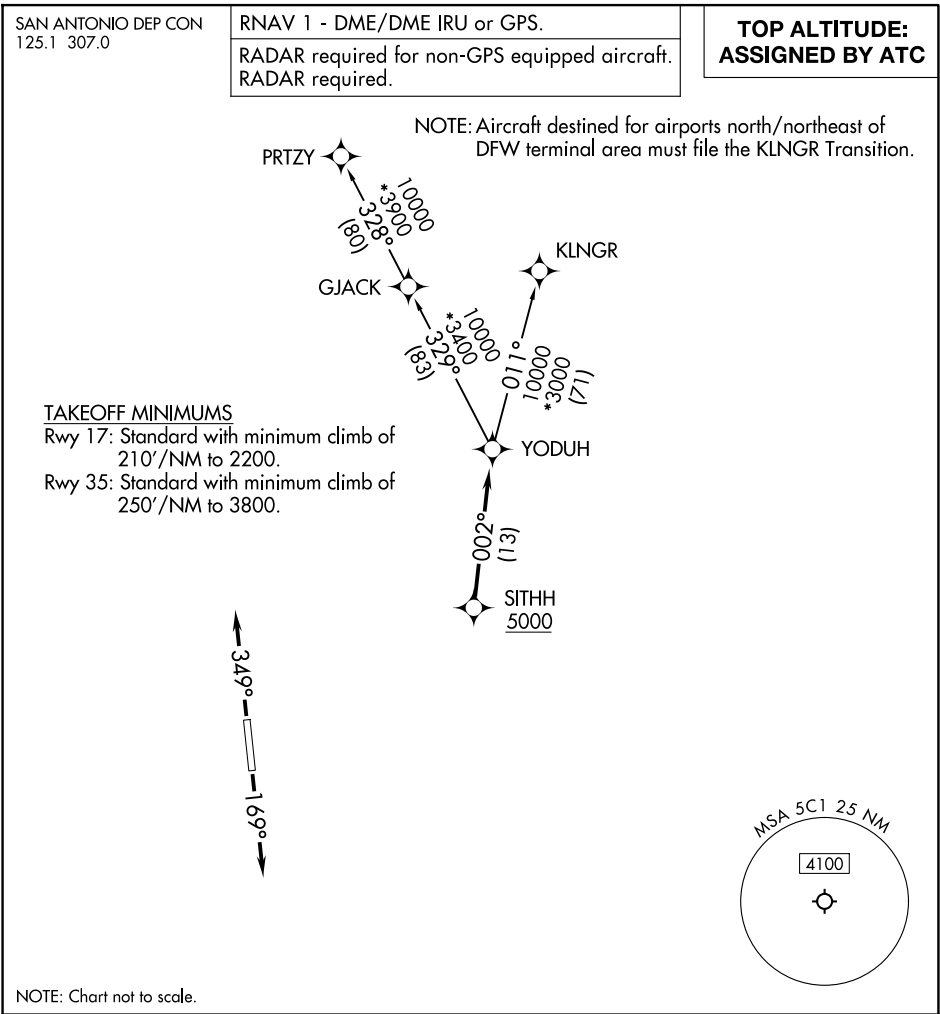 SAN ANTONIO DEP CON
125.1 307.0
RNAV 1 - DME/DME IRU or GPS.
RADAR required for non-GPS equipped aircraft.
RADAR required.
TOP ALTITUDE:
ASSIGNED BY ATC
NOTE: Aircraft destined for airports north/northeast of
DFW terminal area must file the KLNGR Transition.
PRTZY
10000
*3900
328°
(80)
KLNGR
GJACK
10000
*3400
329°
(83)
011°
10000
*3000
(71)
TAKEOFF MINIMUMS
Rwy 17: Standard with minimum climb of
210'/NM to 2200.
Rwy 35: Standard with minimum climb of
250'/NM to 3800.
YODUH
002°
(13)
SITHH
5000
349°
169°
MSA 5C1 25 NM
4100
NOTE: Chart not to scale.